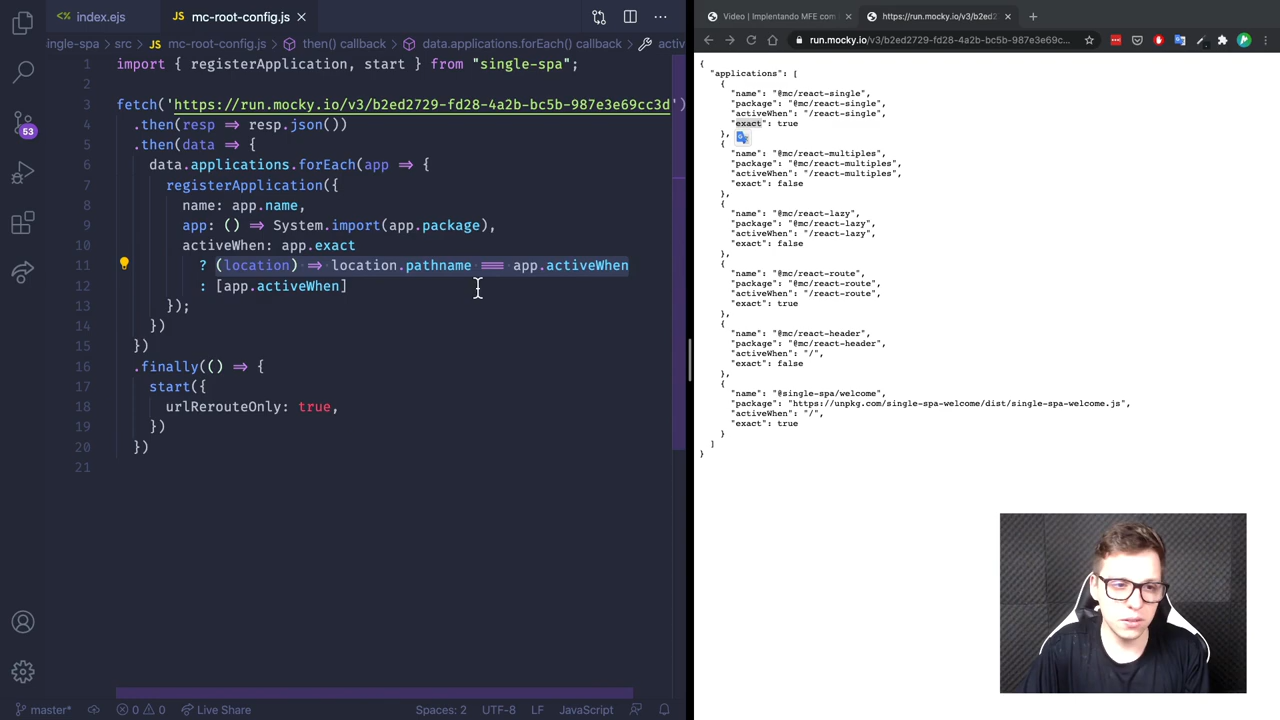 index.ejs
JS mc-root-config.js
ingle-spa > src > JS mc-root-config.js > then() callback > data.applications.forEach() callback > activ
1 import { registerApplication, start } from "single-spa";
2
3 fetch('https://run.mocky.io/v3/b2ed2729-fd28-4a2b-bc5b-987e3e69cc3d')
4 .then(resp => resp.json())
5 .then(data => {
6 data.applications.forEach(app => {
7 registerApplication({
8 name: app.name,
9 app: () => System.import(app.package),
10 activeWhen: app.exact
11 ? (location) => location.pathname === app.activeWhen
12 : [app.activeWhen]
13 });
14 })
15 })
16 .finally(() => {
17 start({
18 urlRerouteOnly: true,
19 })
20 })
21
53
master*
0 0
Live Share
Spaces: 2
UTF-8
LF
JavaScript
Video | Implentando MFE com
https://run.mocky.io/v3/b2ed2
run.mocky.io/v3/b2ed2729-fd28-4a2b-bc5b-987e3e69c...
{
"applications": [
{
"name": "@mc/react-single",
"package": "@mc/react-single",
"activeWhen": "/react-single",
"exact": true
},
{
"name": "@mc/react-multiples",
"package": "@mc/react-multiples",
"activeWhen": "/react-multiples",
"exact": false
},
{
"name": "@mc/react-lazy",
"package": "@mc/react-lazy",
"activeWhen": "/react-lazy",
"exact": false
},
{
"name": "@mc/react-route",
"package": "@mc/react-route",
"activeWhen": "/react-route",
"exact": true
},
{
"name": "@mc/react-header",
"package": "@mc/react-header",
"activeWhen": "/",
"exact": false
},
{
"name": "@single-spa/welcome",
"package": "https://unpkg.com/single-spa-welcome/dist/single-spa-welcome.js",
"activeWhen": "/",
"exact": true
}
]
}